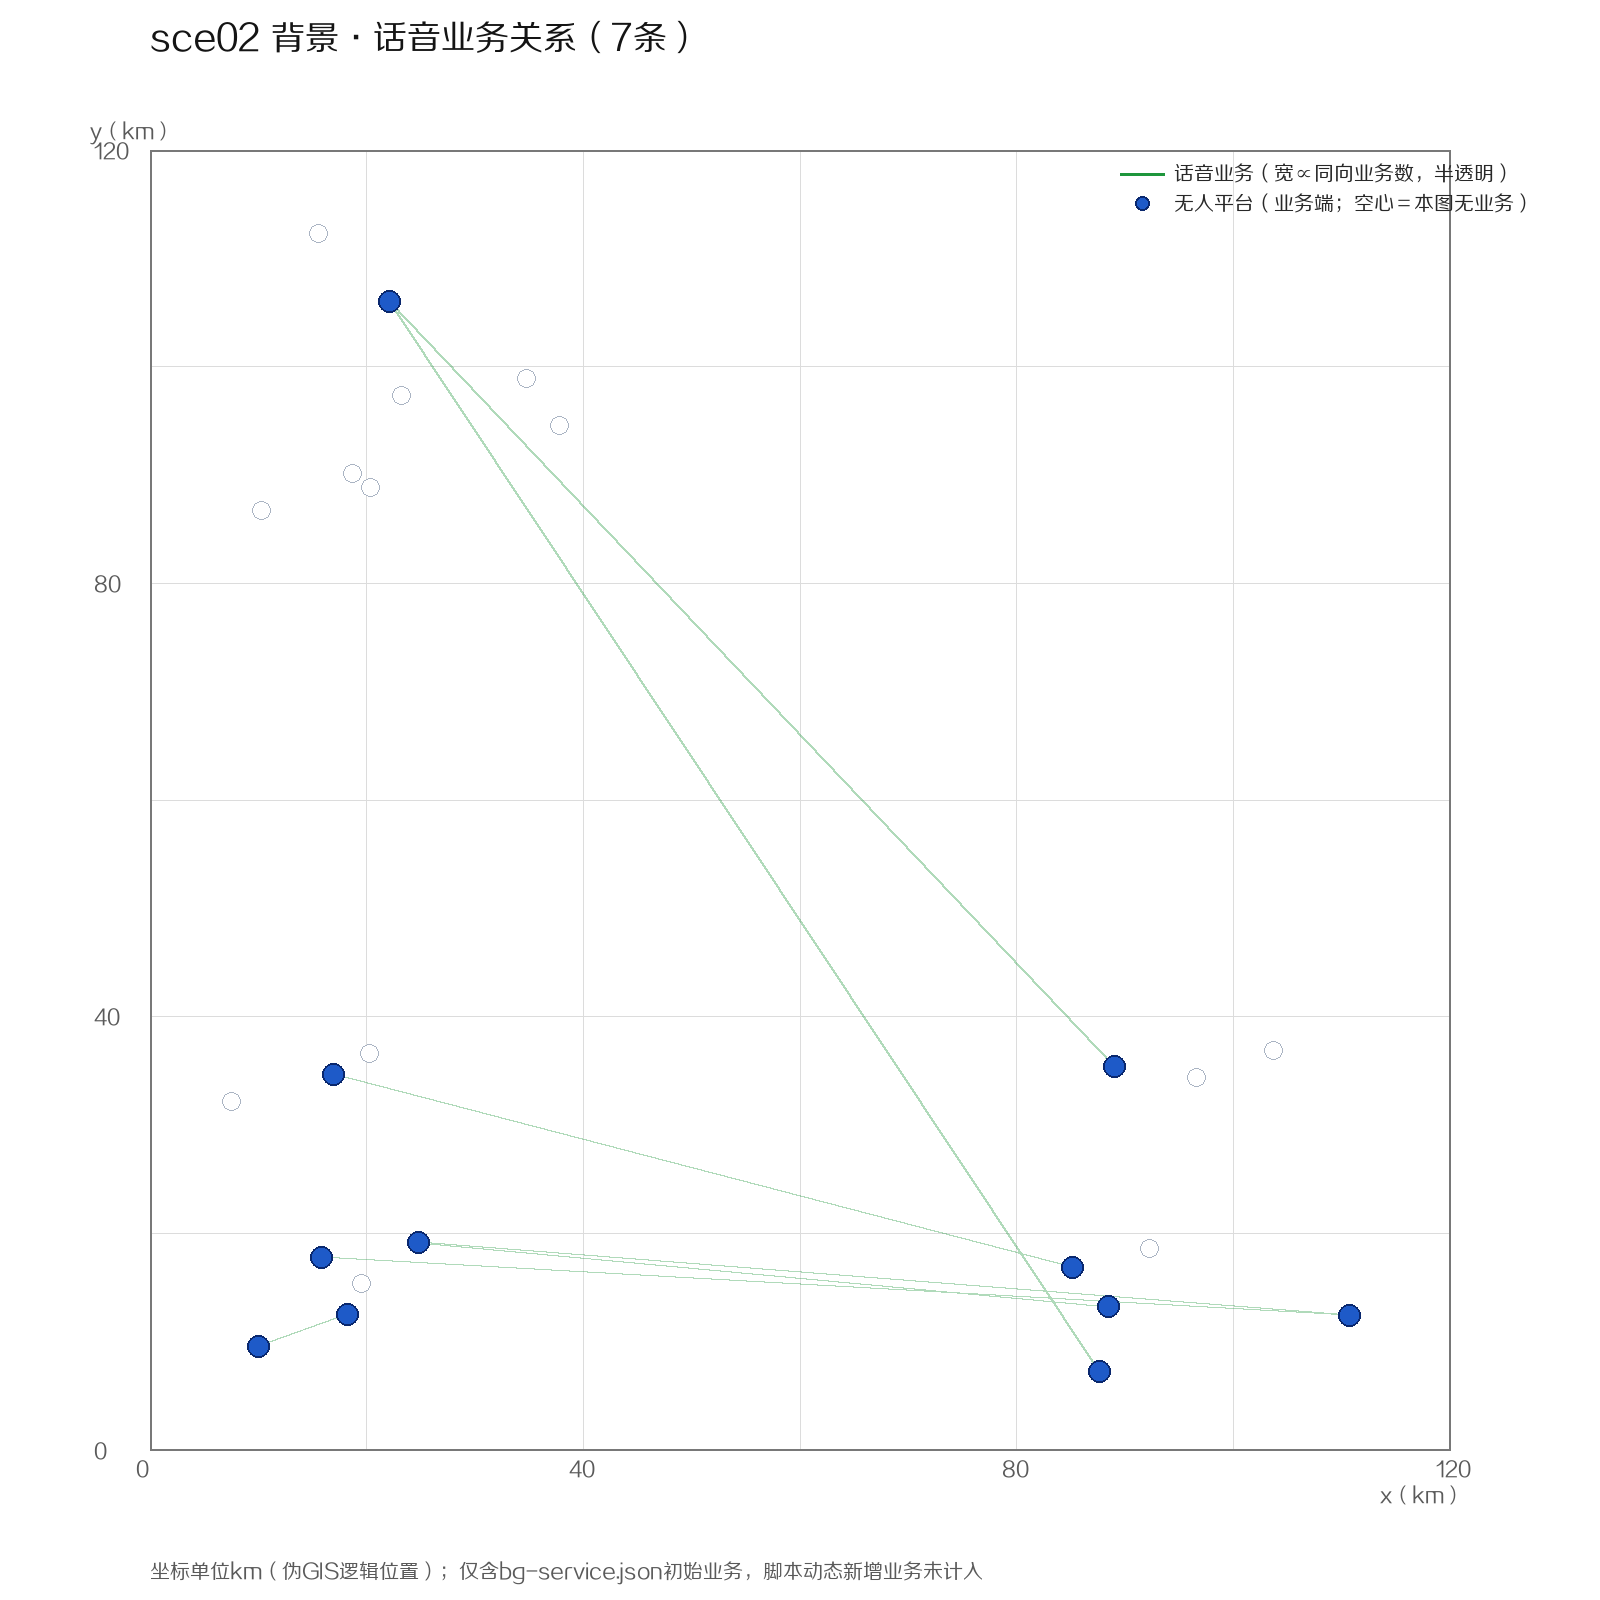 sce02 背景·话音业务关系（7条）
y（km）
120
话音业务（宽∝同向业务数，半透明）
无人平台（业务端；空心＝本图无业务）
80
40
0
0
40
80
120
x（km）
坐标单位km（伪GIS逻辑位置）；仅含bg-service.json初始业务，脚本动态新增业务未计入